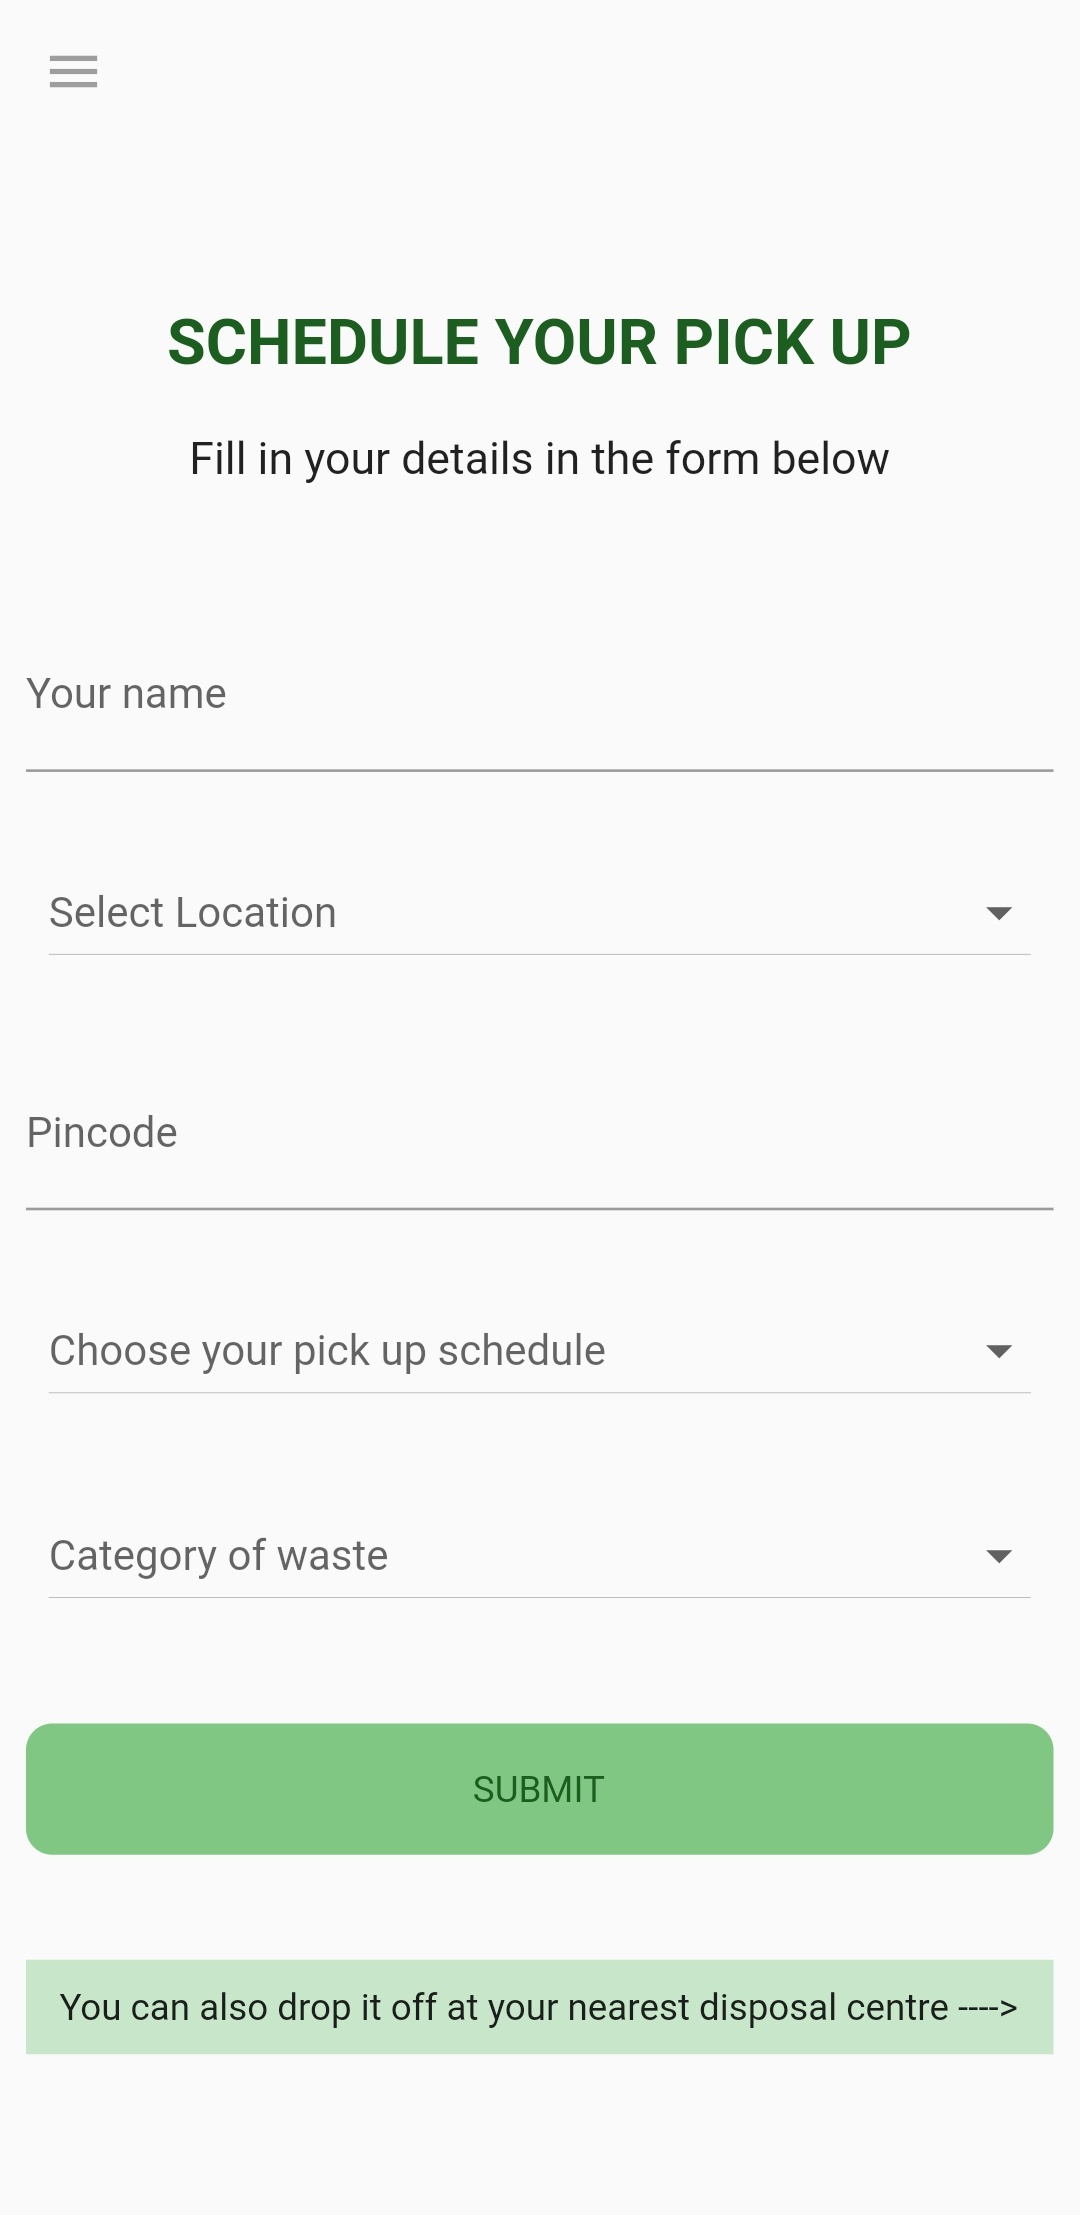 SCHEDULE YOUR PICK UP
Fill in your details in the form below
Your name
Select Location
Pincode
Choose your pick up schedule
Category of waste
SUBMIT
You can also drop it off at your nearest disposal centre ---->